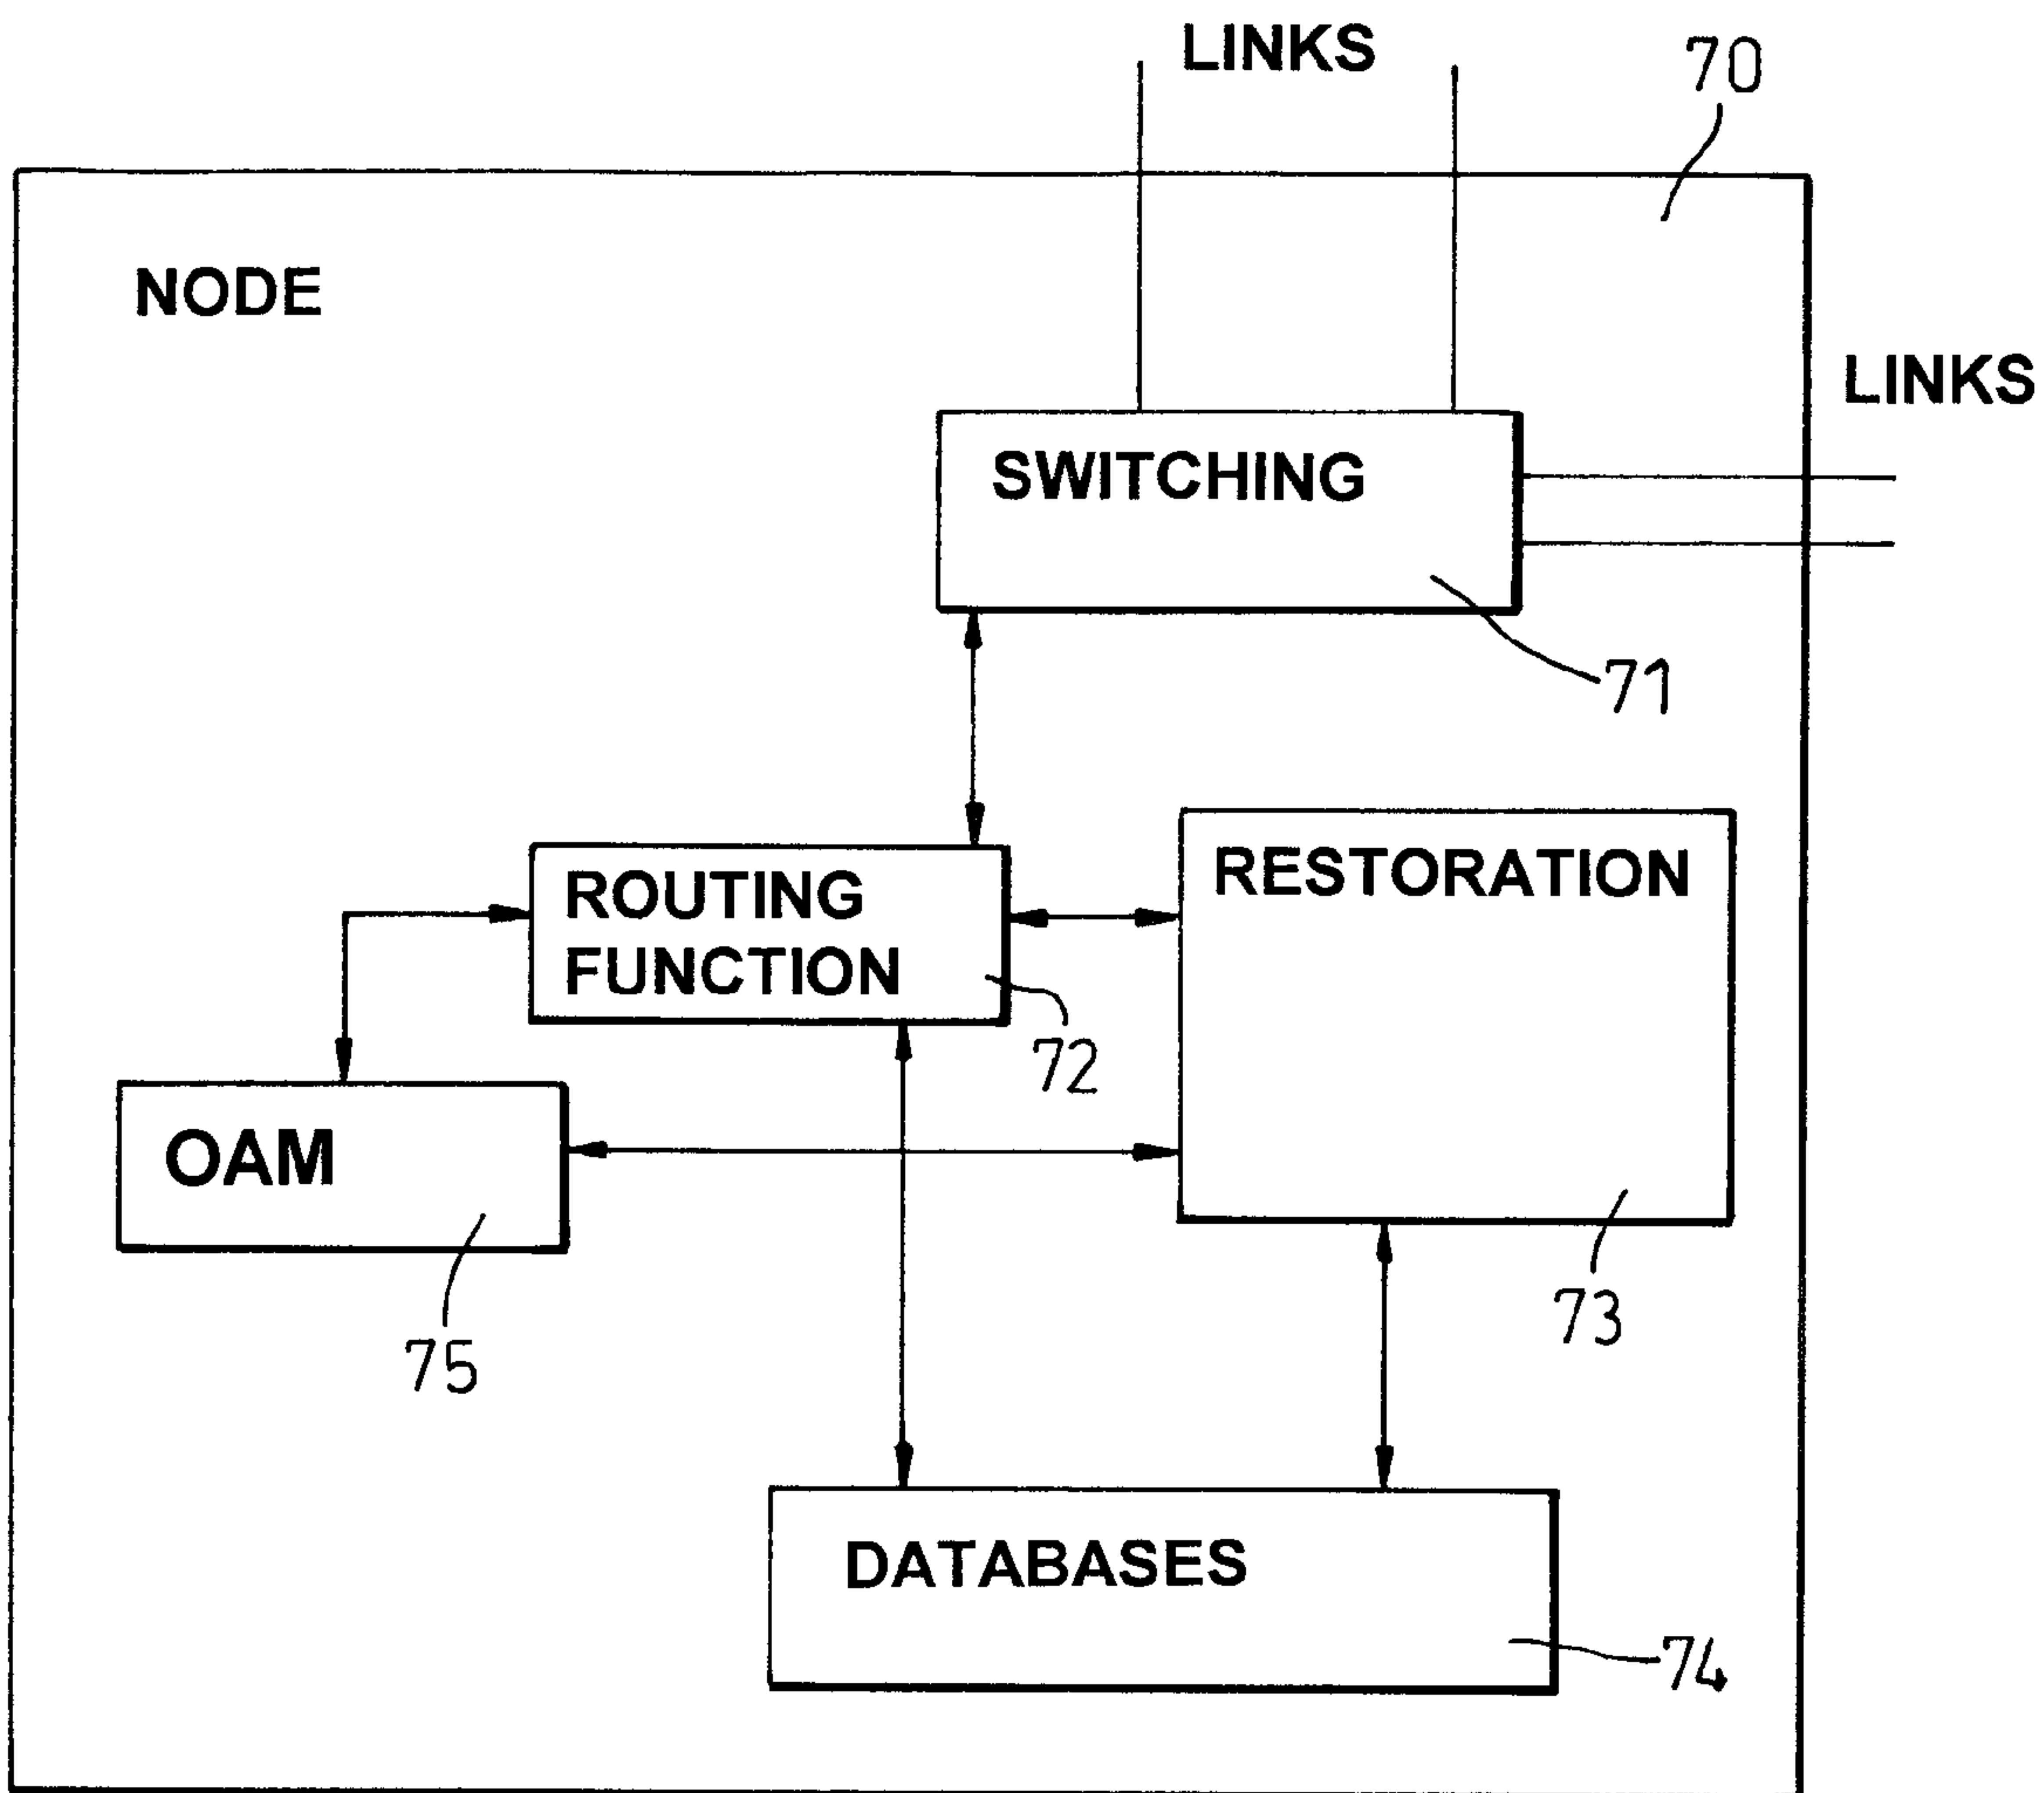 LINKS
70
NODE
LINKS
SWITCHING
71
ROUTING
FUNCTION
RESTORATION
72
OAM
73
75
DATABASES
74